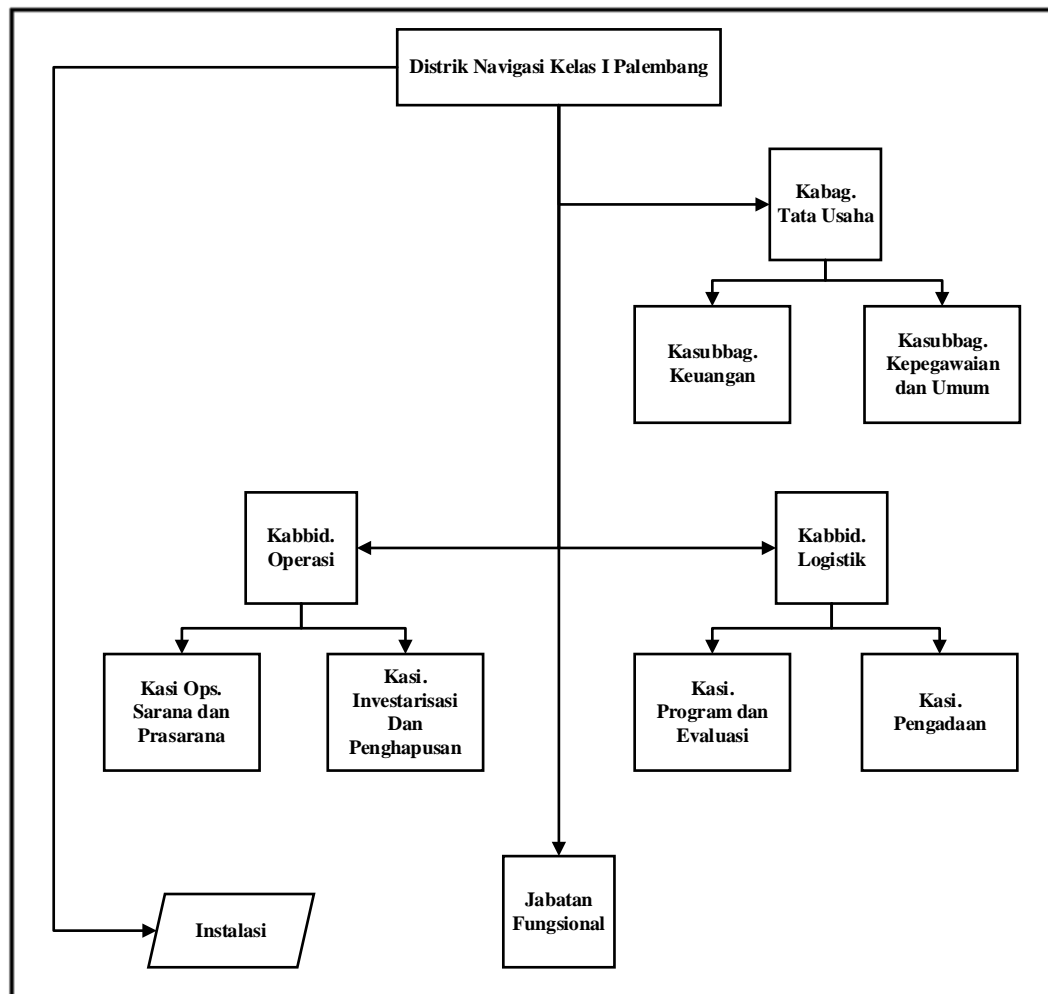 Distrik Navigasi Kelas I Palembang
Kabag.
Tata Usaha
Kasubbag.
Keuangan
Kasubbag.
Kepegawaian
dan Umum
Kabbid.
Operasi
Kabbid.
Logistik
Kasi Ops.
Sarana dan
Prasarana
Kasi.
Investarisasi
Dan
Penghapusan
Kasi.
Program dan
Evaluasi
Kasi.
Pengadaan
Jabatan
Fungsional
Instalasi